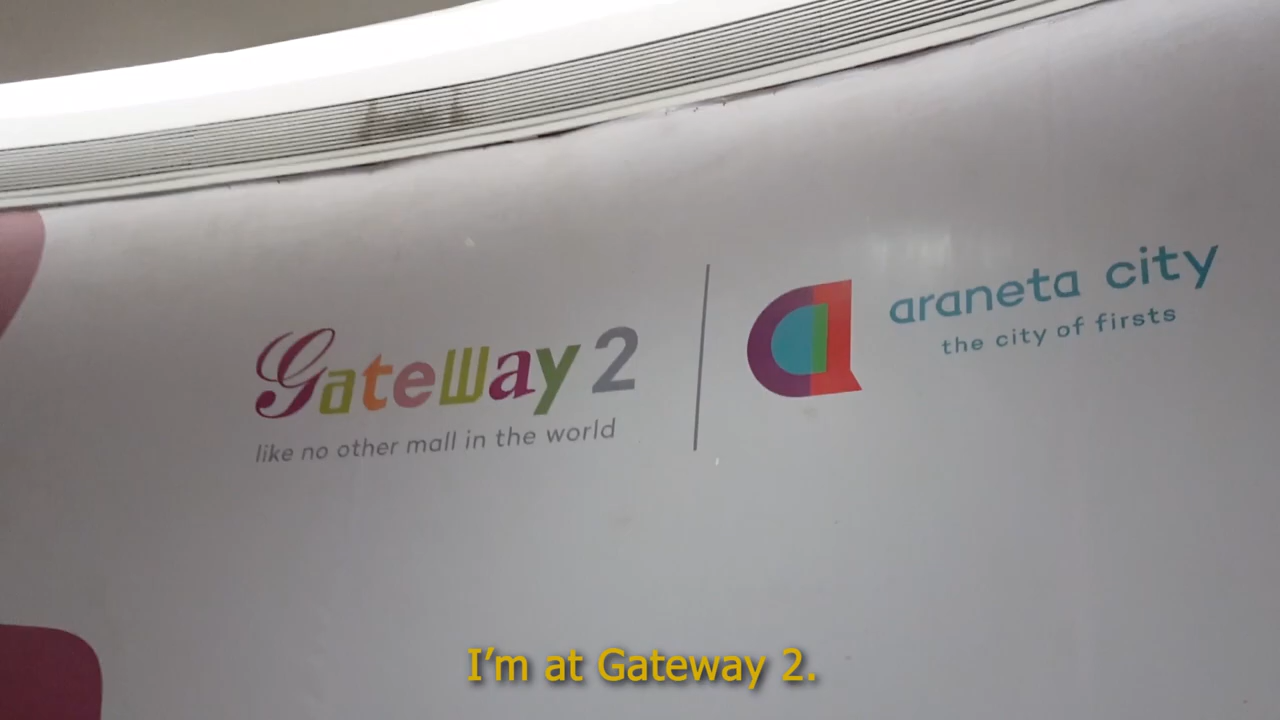 GateWay 2
like no other mall in the world
araneta city
the city of firsts
I'm at Gateway 2.